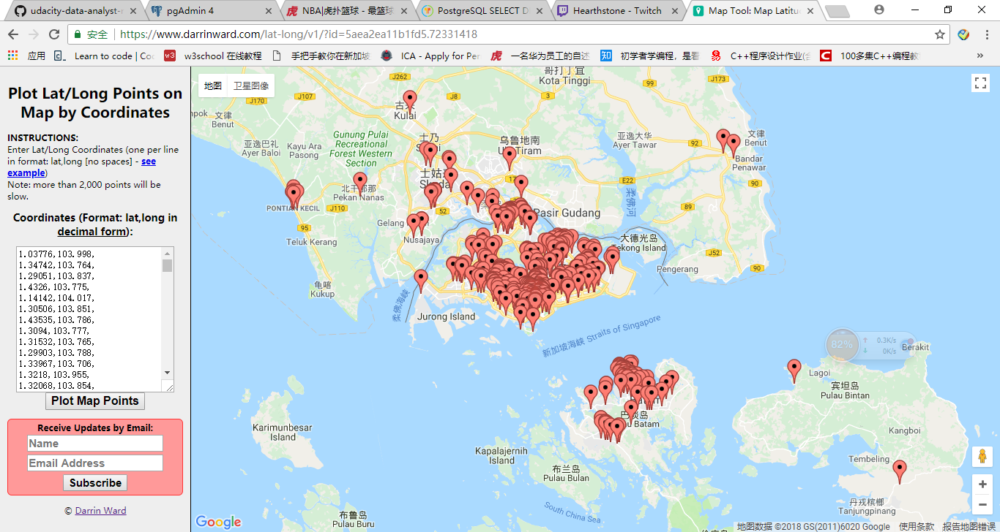 udacity-data-analyst-n
pgAdmin 4
NBA|虎扑篮球 - 最篮球
PostgreSQL SELECT D
Hearthstone - Twitch
Map Tool: Map Latitud
安全
https://www.darrinward.com/lat-long/v1/?id=5aea2ea11b1fd5.72331418
应用
Learn to code | Co
w3school 在线教程
手把手教你在新加坡
ICA - Apply for Per
一名华为员工的自述
初学者学编程，是看
C++程序设计作业(合
100多集C++编程教
»
Plot Lat/Long Points on
Map by Coordinates
INSTRUCTIONS:
Enter Lat/Long Coordinates (one per line
in format: lat,long [no spaces] - see
example)
Note: more than 2,000 points will be
slow.
Coordinates (Format: lat,long in
decimal form):
1.03776,103.998,
1.34742,103.764,
1.29051,103.837,
1.4326,103.775,
1.14142,104.017,
1.30506,103.851,
1.43535,103.786,
1.3094,103.777,
1.31532,103.765,
1.29903,103.788,
1.33967,103.706,
1.3218,103.955,
1.32068,103.854,
Plot Map Points
Receive Updates by Email:
Name
Email Address
Subscribe
© Darrin Ward
地图
卫星图像
J262
J107
J170
J8
3
99
J173
哥打丁宜
Kota Tinggi
Kulai
文律
Benut
亚逸巴礼
Ayer Baloi
Kayu Ara
Pasong
Gunung Pulai
Recreational
Forest Western
Section
士乃
乌鲁地南
Ulu Tiram
亚逸大华
Ayer Tawar
92
文律
Benut
Bandar
Penawar
90
E22
柔佛河
北干那那
Pekan Nanas
PONTIAN KECIL
J110
95
52
Gelang
Nusajaya
Pasir Gudang
89
Teluk Kerang
大德光岛
Tekong Island
J52
90
Pengerang
龟咯
Kukup
柔佛海峡
Jurong Island
新加坡海峡 Straits of Singapore
82%
0.3K/s
0K/s
Berakit
Lagoi
宾坦岛
Pulau Bintan
Karimunbesar
Island
巴淡岛
Batam
Kangboi
Kapalajernih
Island
Tembeling
布兰岛
Pulau Bulan
丹戎槟榔
Tanjungpinang
South China Sea
布鲁岛
Pulau Buru
Google
地图数据 ©2018 GS(2011)6020 Google
使用条款
报告地图错误